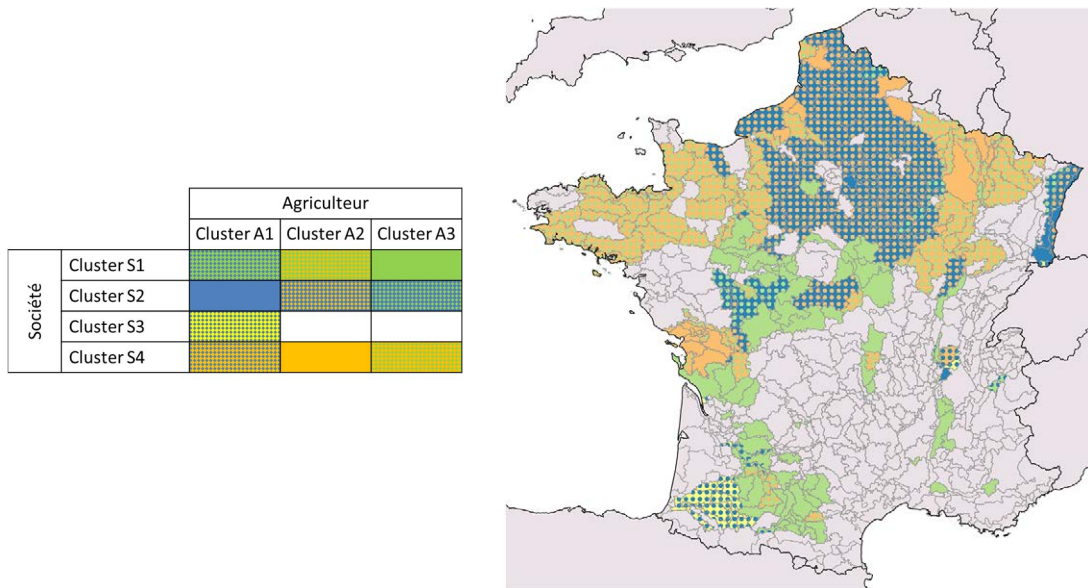 Agriculteur
Cluster A1 Cluster A2 Cluster A3
Société
Cluster S1
Cluster S2
Cluster S3
Cluster S4